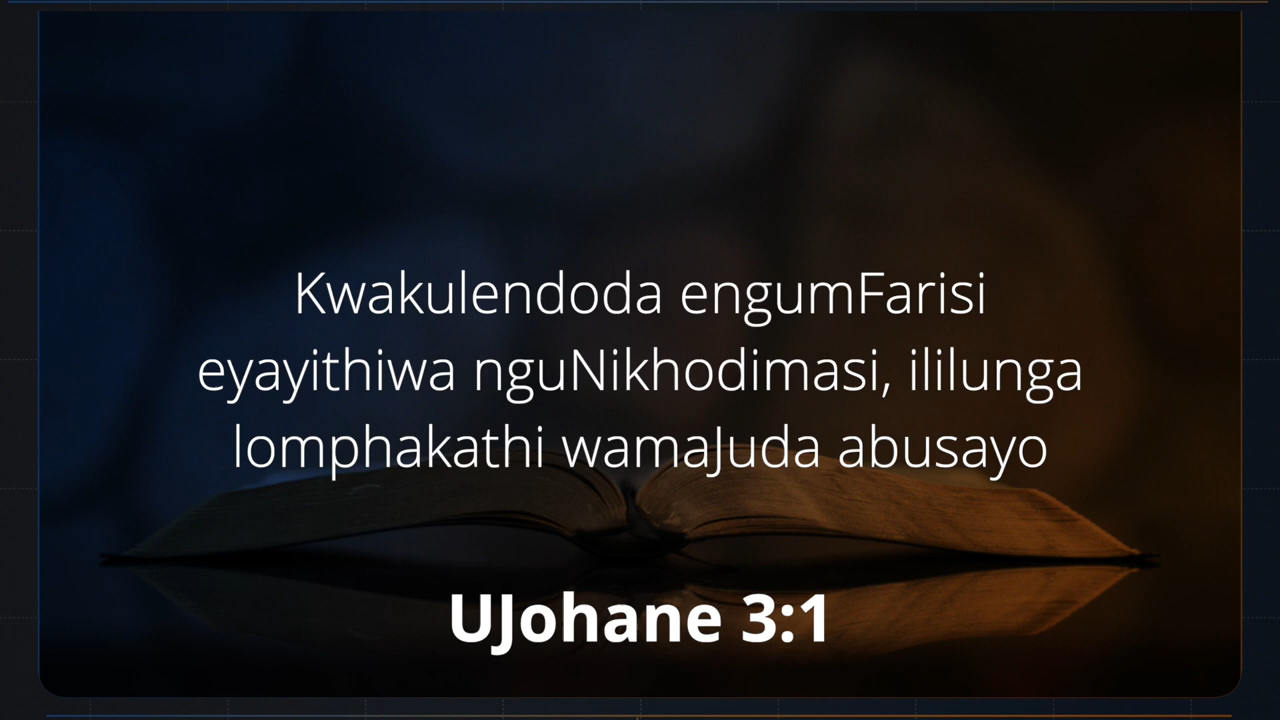 Kwakulendoda engumFarisi
eyayithiwa nguNikhodimasi, ililunga
lomphakathi wamaJuda abusayo
UJohane 3:1